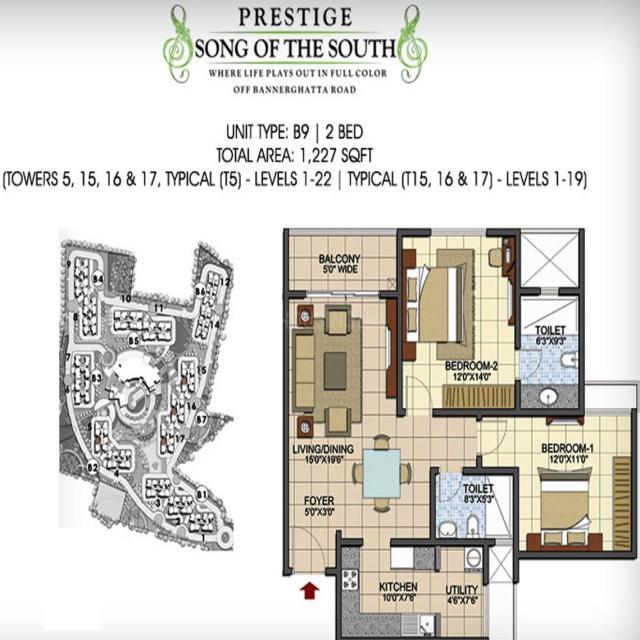 PRESTIGE
SONG OF THE SOUTH
WHERE LIFE PLAYS OUT IN FULL COLOR
OFF BANNERGHATTA ROAD
UNIT TYPE: B9 | 2 BED
TOTAL AREA: 1,227 SQFT
(TOWERS 5, 15, 16 & 17, TYPICAL (T5) - LEVELS 1-22 | TYPICAL (T15, 16 & 17) - LEVELS 1-19)
9
B4
8
10
11
B5
12
B6
14
7
B3
6
15
16
B7
17
5
B2
4
B1
3
2
1
BALCONY
5'0" WIDE
BEDROOM-2
12'0"X14'0"
TOILET
6'3"X9'3"
LIVING/DINING
15'0"X19'6"
BEDROOM-1
12'0"X11'0"
TOILET
8'3"X5'3"
FOYER
5'0"X3'0"
KITCHEN
10'0"X7'6"
UTILITY
4'6"X7'6"